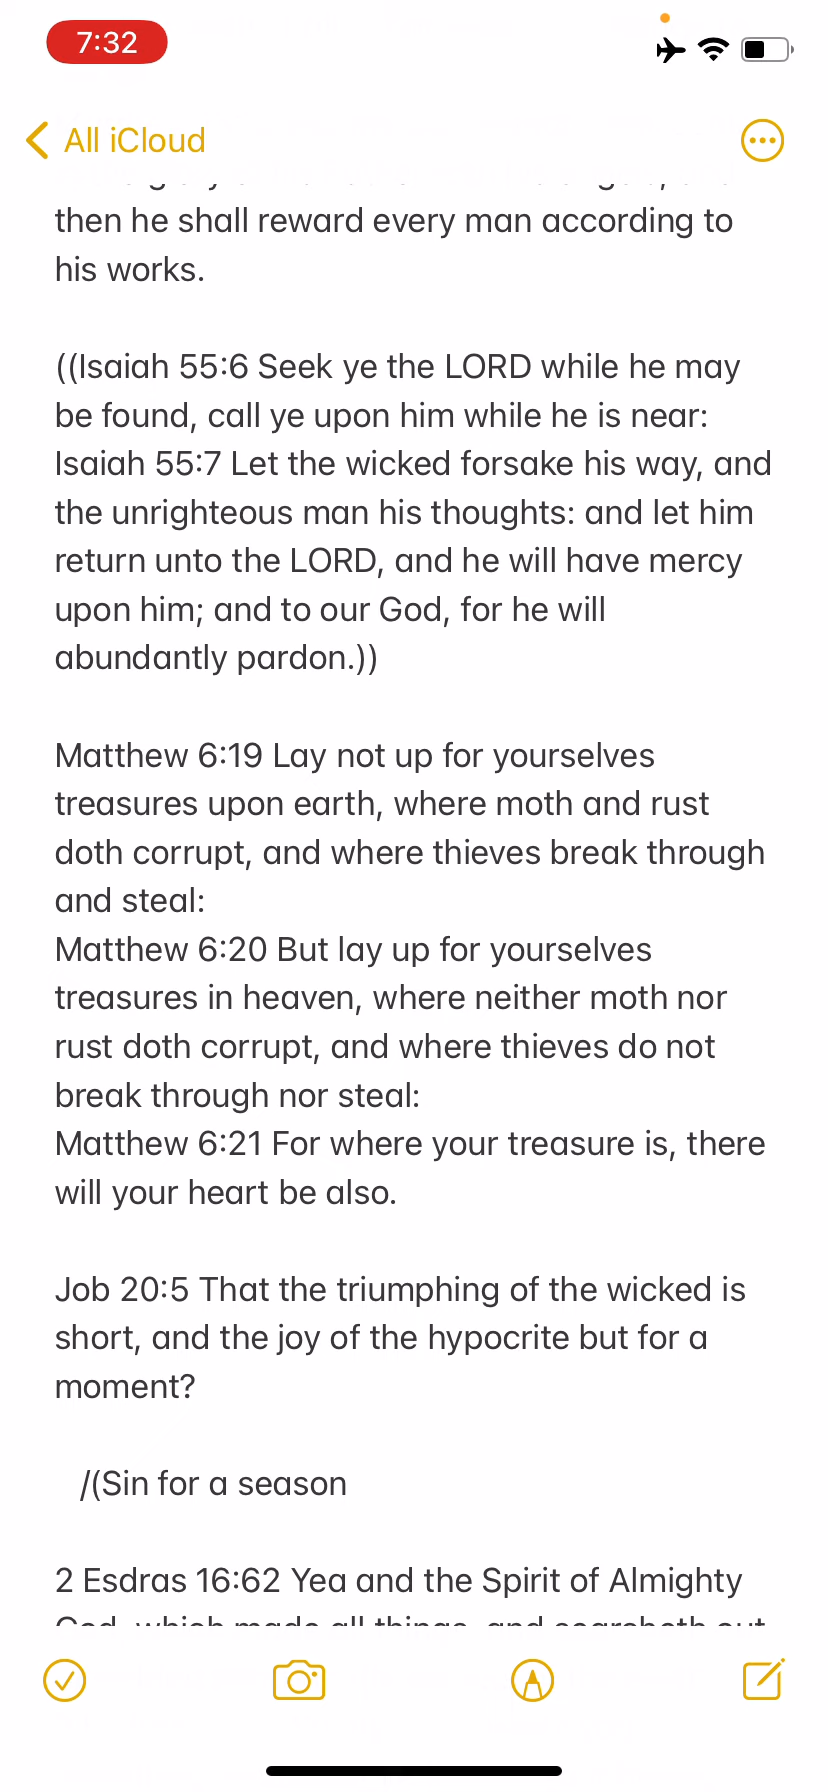 7:32
All iCloud
then he shall reward every man according to
his works.
((Isaiah 55:6 Seek ye the LORD while he may
be found, call ye upon him while he is near:
Isaiah 55:7 Let the wicked forsake his way, and
the unrighteous man his thoughts: and let him
return unto the LORD, and he will have mercy
upon him; and to our God, for he will
abundantly pardon.))
Matthew 6:19 Lay not up for yourselves
treasures upon earth, where moth and rust
doth corrupt, and where thieves break through
and steal:
Matthew 6:20 But lay up for yourselves
treasures in heaven, where neither moth nor
rust doth corrupt, and where thieves do not
break through nor steal:
Matthew 6:21 For where your treasure is, there
will your heart be also.
Job 20:5 That the triumphing of the wicked is
short, and the joy of the hypocrite but for a
moment?
/(Sin for a season
2 Esdras 16:62 Yea and the Spirit of Almighty
God, which made all things, and searcheth out